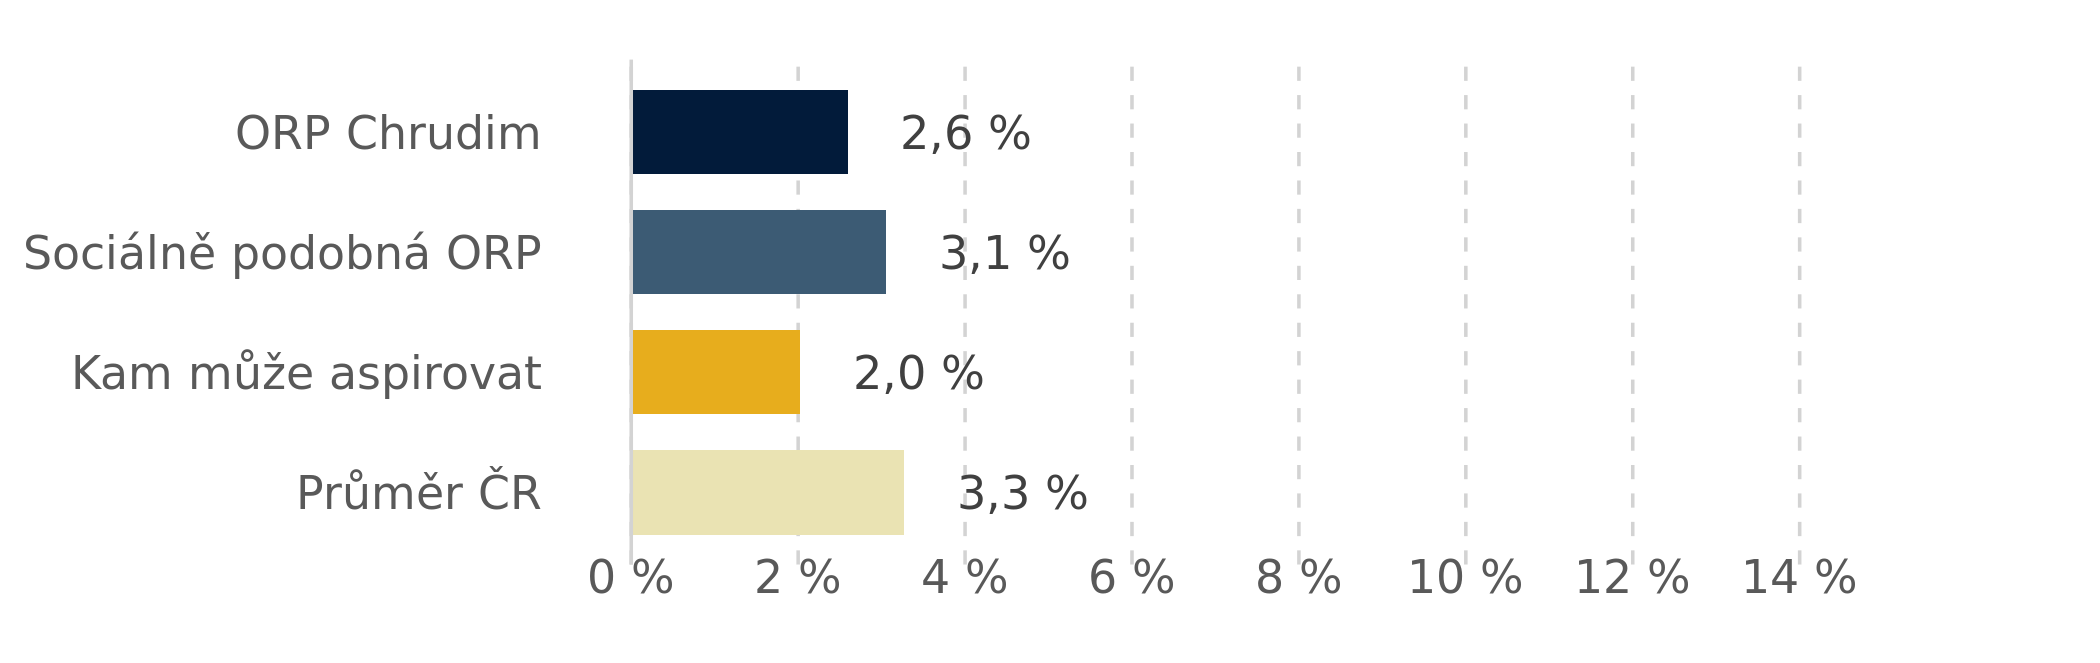 ORP Chrudim 2,6 %
Sociálně podobná ORP 3,1 %
Kam může aspirovat 2,0 %
Průměr ČR 3,3 %
0 % 2 % 4 % 6 % 8 % 10 % 12 % 14 %